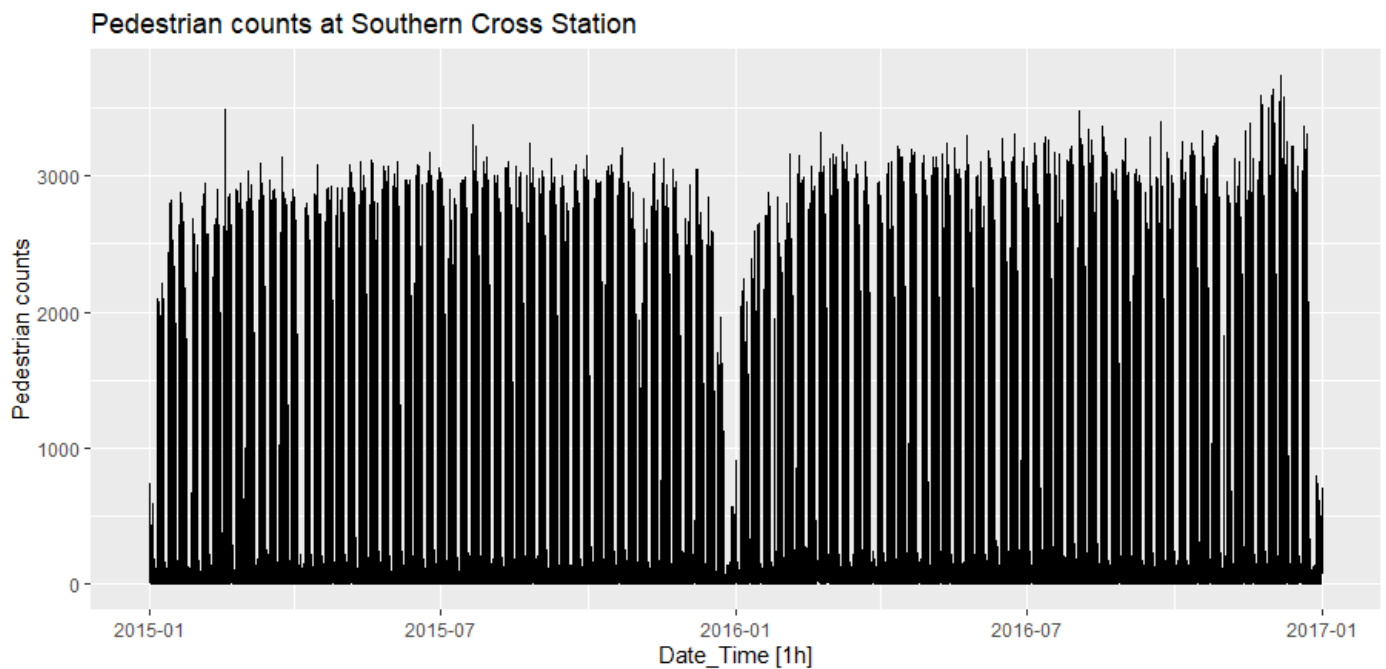 Pedestrian counts at Southern Cross Station
Pedestrian counts
3000
2000
1000
0
2015-01 2015-07 2016-01 2016-07 2017-01
Date_Time [1h]